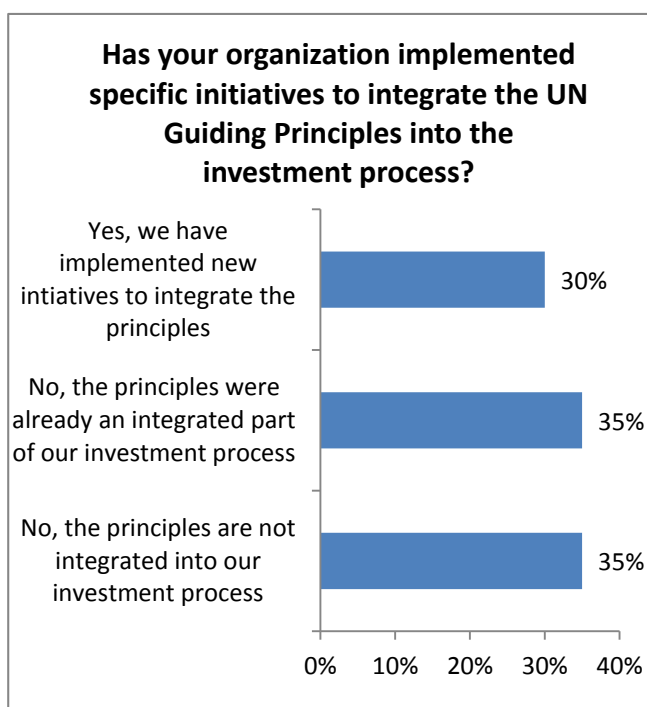 Has your organization implemented
specific initiatives to integrate the UN
Guiding Principles into the
investment process?
Yes, we have
implemented new
intiatives to integrate the
principles
30%
No, the principles were
already an integrated part
of our investment process
35%
No, the principles are not
integrated into our
investment process
35%
0% 10% 20% 30% 40%